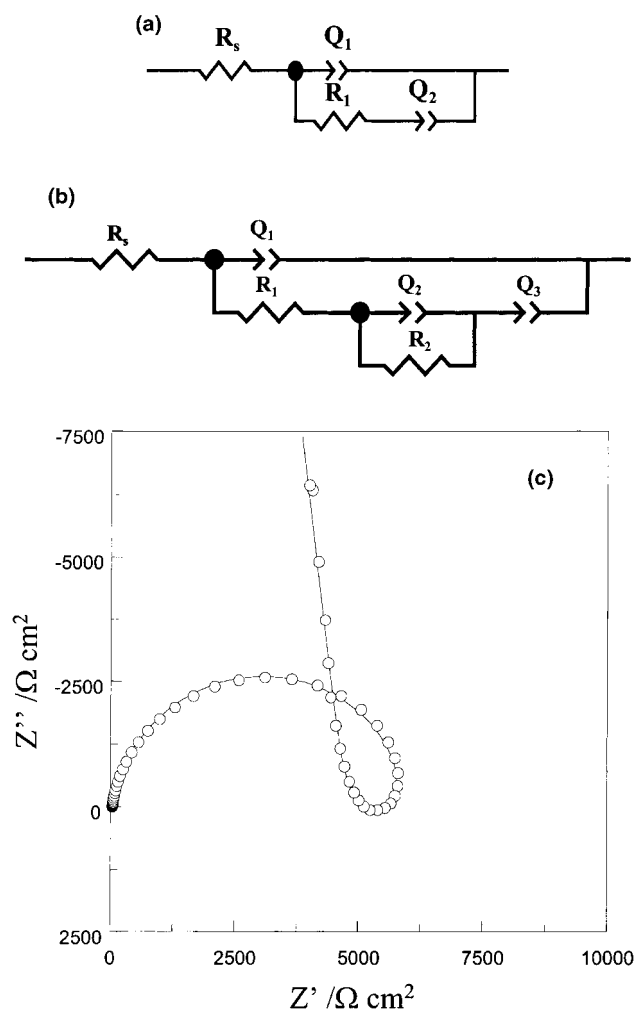 (a)
Rs Q1
R1 Q2
(b)
Rs Q1
R1 Q2 Q3
R2
-7500
(c)
-5000
-2500
0
2500
Z'' /Ω cm²
0 2500 5000 7500 10000
Z' /Ω cm²